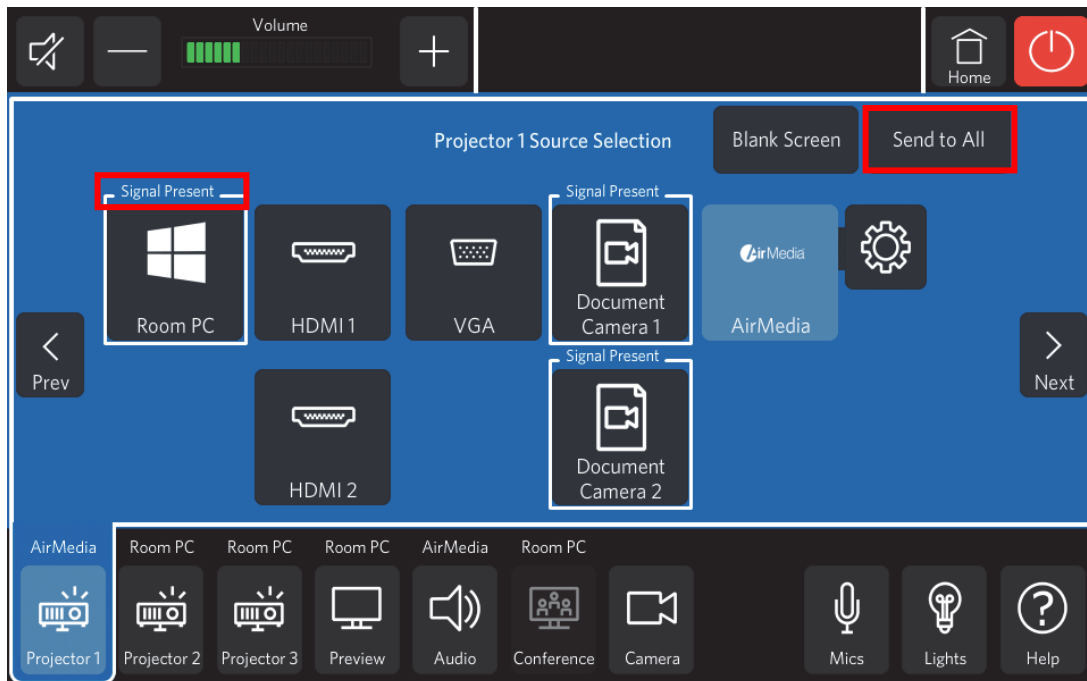 Volume
Home
Projector 1 Source Selection
Blank Screen
Send to All
Signal Present
Signal Present
Room PC
HDMI 1
VGA
Document
Camera 1
AirMedia
AirMedia
Prev
Next
Signal Present
HDMI 2
Document
Camera 2
AirMedia
Room PC
Room PC
Room PC
AirMedia
Room PC
Projector 1
Projector 2
Projector 3
Preview
Audio
Conference
Camera
Mics
Lights
Help